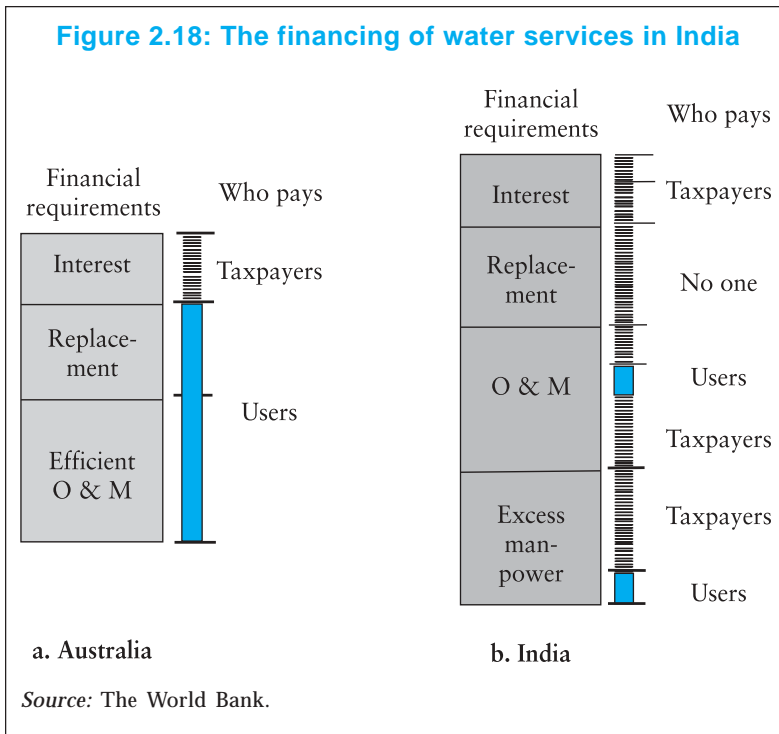 Figure 2.18: The financing of water services in India
Financial
requirements
Who pays
Interest
Taxpayers
Replace-
ment
Users
Efficient
O & M
a. Australia
Financial
requirements
Who pays
Interest
Taxpayers
Replace-
ment
No one
O & M
Users
Taxpayers
Excess
man-
power
Taxpayers
Users
b. India
Source: The World Bank.